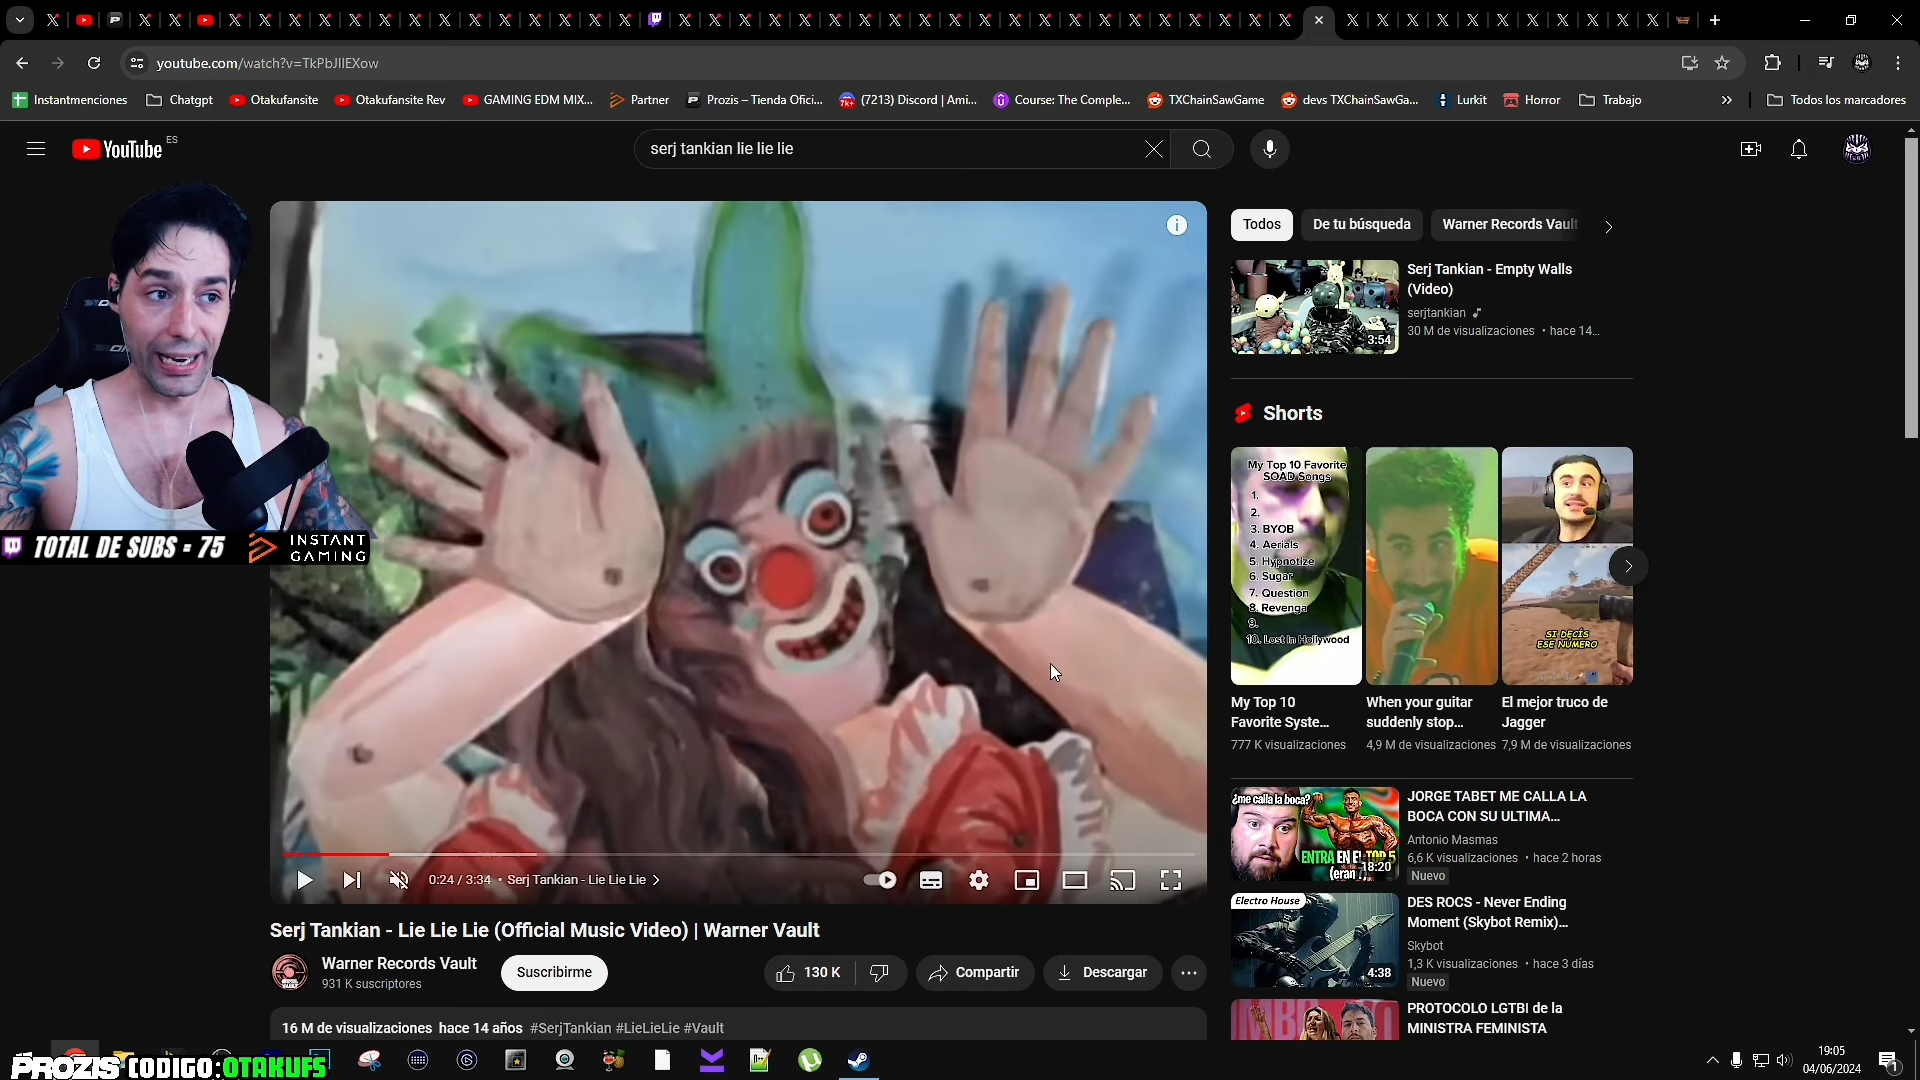 youtube.com/watch?v=TkPbJIlEXow
Instantmenciones
Chatgpt
Otakufansite
Otakufansite Rev
GAMING EDM MIX...
Partner
Prozis – Tienda Ofici...
(7213) Discord | Ami...
Course: The Comple...
TXChainSawGame
devs TXChainSawGa...
Lurkit
Horror
Trabajo
Todos los marcadores
YouTube ES
serj tankian lie lie lie
TOTAL DE SUBS = 75
INSTANT
GAMING
0:24 / 3:34 • Serj Tankian - Lie Lie Lie
Serj Tankian - Lie Lie Lie (Official Music Video) | Warner Vault
Warner Records Vault
931 K suscriptores
Suscribirme
130 K
Compartir
Descargar
16 M de visualizaciones hace 14 años #SerjTankian #LieLieLie #Vault
Todos
De tu búsqueda
Warner Records Vault
3:54
Serj Tankian - Empty Walls
(Video)
serjtankian
30 M de visualizaciones • hace 14...
Shorts
My Top 10 Favorite
SOAD Songs
1.
2.
3. BYOB
4. Aerials
5. Hypnotize
6. Sugar
7. Question
8. Revenga
9.
10. Lost in Hollywood
My Top 10
Favorite Syste...
777 K visualizaciones
When your guitar
suddenly stop...
4,9 M de visualizaciones
SI DECÍS
ESE NÚMERO
El mejor truco de
Jagger
7,9 M de visualizaciones
¿me calla la boca?
ENTRA EN EL TOP 5
(eran
18:20
JORGE TABET ME CALLA LA
BOCA CON SU ULTIMA...
Antonio Masmas
6,6 K visualizaciones • hace 2 horas
Nuevo
Electro House
4:38
DES ROCS - Never Ending
Moment (Skybot Remix)...
Skybot
1,3 K visualizaciones • hace 3 días
Nuevo
PROTOCOLO LGTBI de la
MINISTRA FEMINISTA
PROZIS CODIGO:OTAKUFS
19:05
04/06/2024